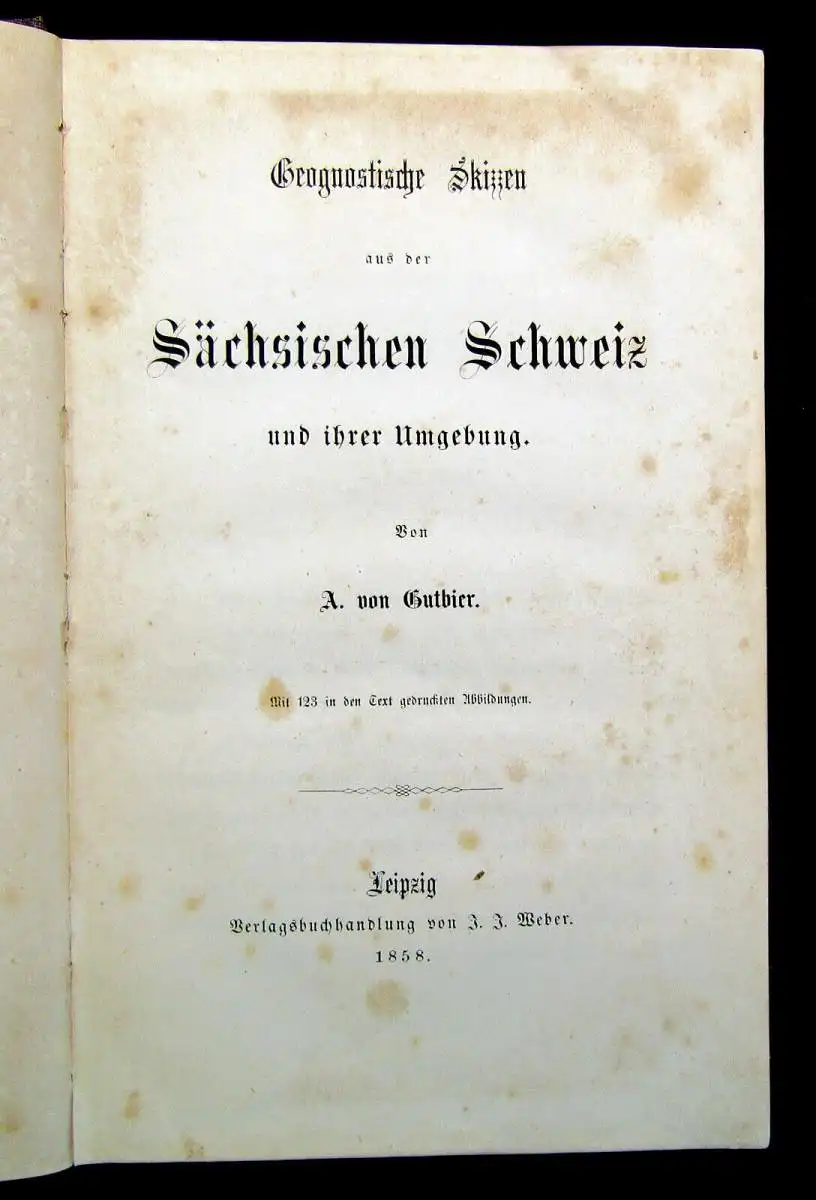 Geognostische Skizzen
aus der
Sächsischen Schweiz
und ihrer Umgebung.
Von
A. von Gutbier.
Mit 123 in den Text gedruckten Abbildungen.
Leipzig
Verlagsbuchhandlung von J. J. Weber.
1858.